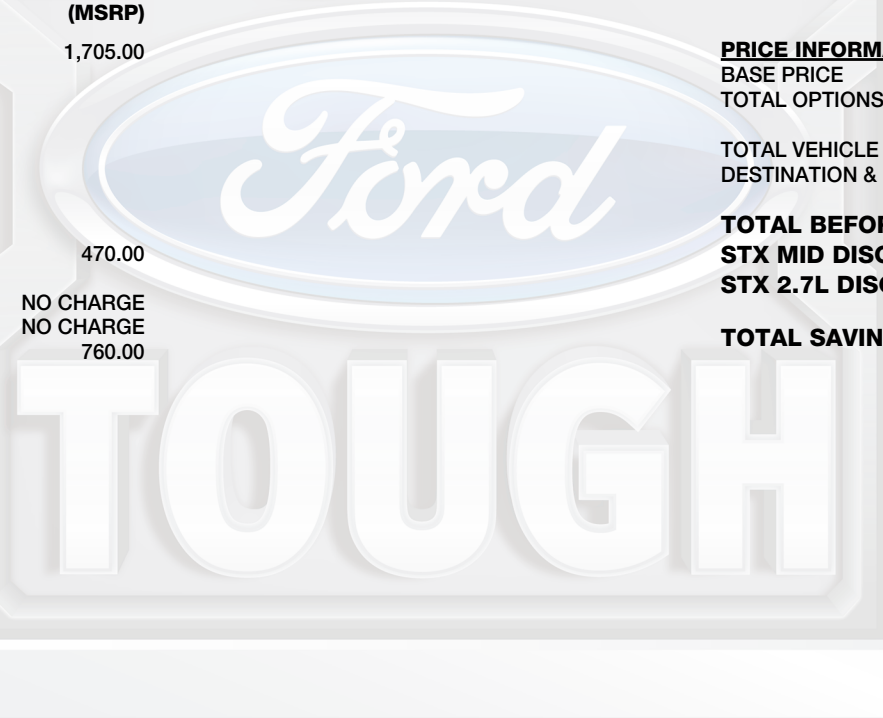 (MSRP)
1,705.00
470.00
NO CHARGE
NO CHARGE
760.00
PRICE INFORMA
BASE PRICE
TOTAL OPTIONS
TOTAL VEHICLE
DESTINATION &
TOTAL BEFOR
STX MID DISC
STX 2.7L DISC
TOTAL SAVIN
Ford
TOUGH